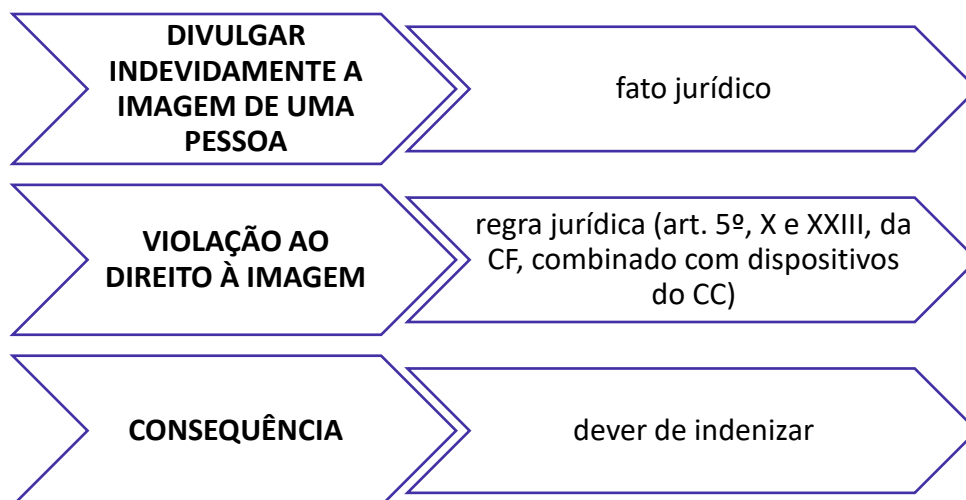 DIVULGAR
INDEVIDAMENTE A
IMAGEM DE UMA
PESSOA
fato jurídico
VIOLAÇÃO AO
DIREITO À IMAGEM
regra jurídica (art. 5º, X e XXIII, da
CF, combinado com dispositivos
do CC)
CONSEQUÊNCIA
dever de indenizar